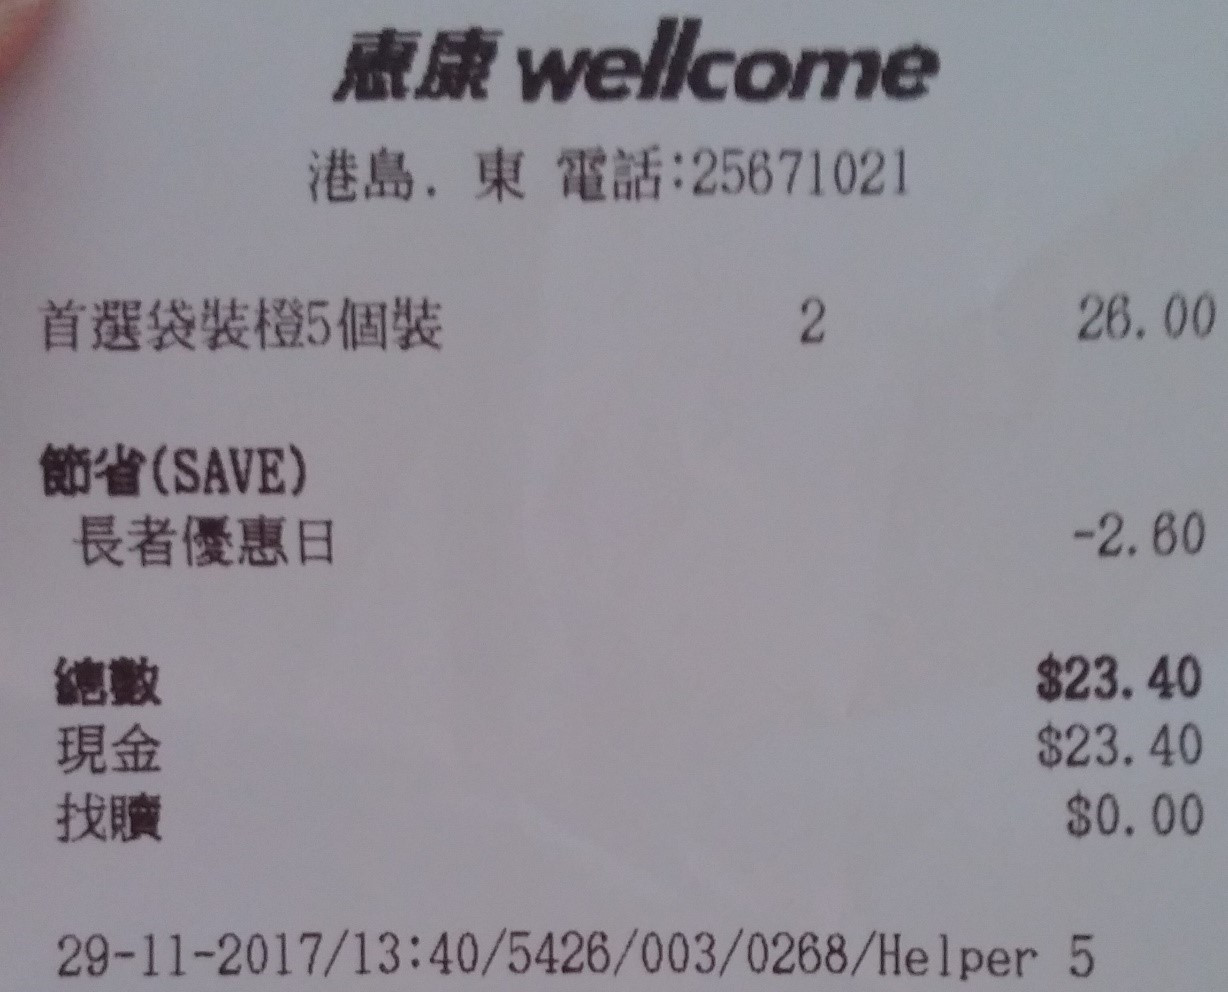 惠康 wellcome
港島. 東 電話:25671021
首選袋裝橙5個裝 2 26.00
節省(SAVE)
長者優惠日 -2.60
總數 $23.40
現金 $23.40
找贖 $0.00
29-11-2017/13:40/5426/003/0268/Helper 5